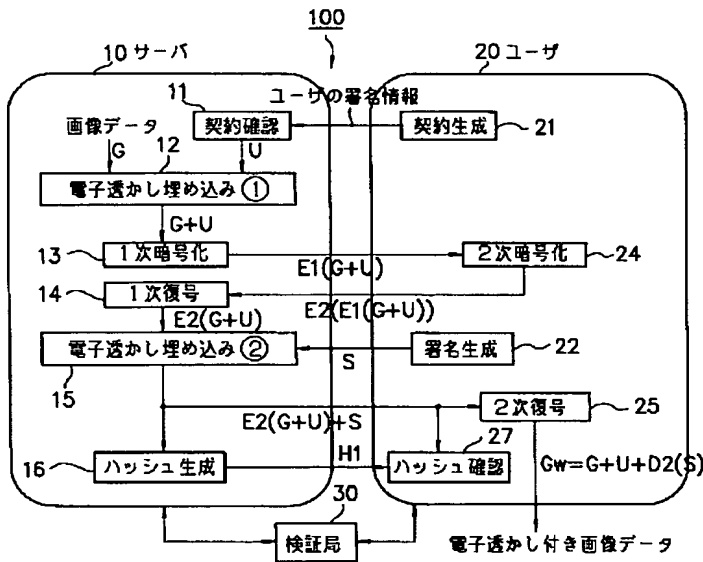 100
10 サーバ
20 ユーザ
11
ユーザの署名情報
画像データ
契約確認
契約生成
21
G
12
U
電子透かし埋め込み①
G+U
13
1次暗号化
2次暗号化
24
E1(G+U)
14
1次復号
E2(G+U)
E2(E1(G+U))
電子透かし埋め込み②
署名生成
22
15
S
2次復号
25
E2(G+U)+S
27
16
ハッシュ生成
H1
ハッシュ確認
Gw=G+U+D2(S)
30
検証局
電子透かし付き画像データ